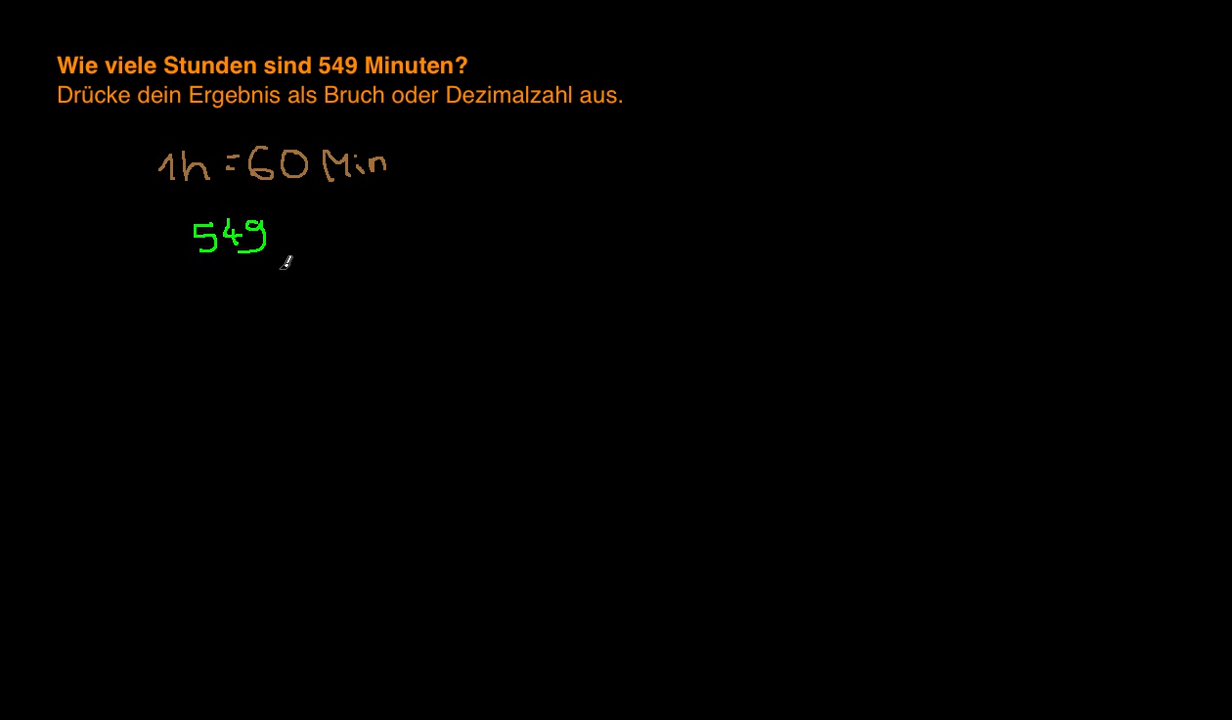 Wie viele Stunden sind 549 Minuten?
Drücke dein Ergebnis als Bruch oder Dezimalzahl aus.
1h = 60 Min
549